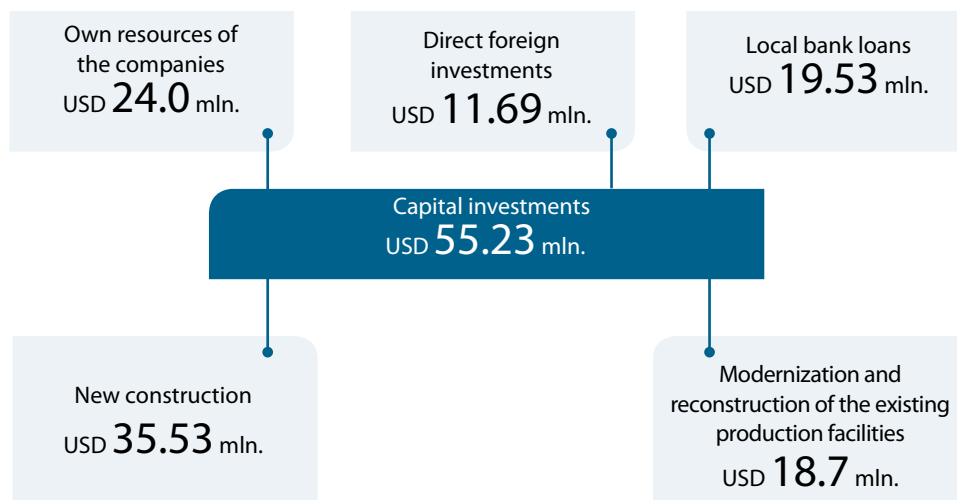 Own resources of
the companies
USD 24.0 mln.
Direct foreign
investments
USD 11.69 mln.
Local bank loans
USD 19.53 mln.
Capital investments
USD 55.23 mln.
New construction
USD 35.53 mln.
Modernization and
reconstruction of the existing
production facilities
USD 18.7 mln.